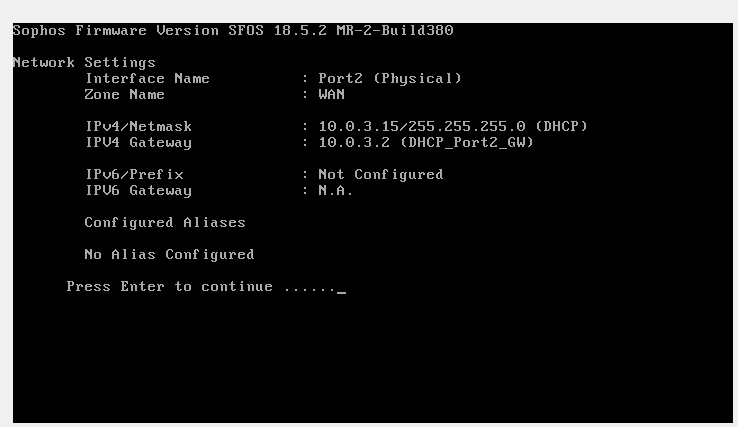 Sophos Firmware Version SFOS 18.5.2 MR-2-Build380
Network Settings
Interface Name : Port2 (Physical)
Zone Name : WAN
IPv4/Netmask : 10.0.3.15/255.255.255.0 (DHCP)
IPV4 Gateway : 10.0.3.2 (DHCP_Port2_GW)
IPv6/Prefix : Not Configured
IPV6 Gateway : N.A.
Configured Aliases
No Alias Configured
Press Enter to continue ......_